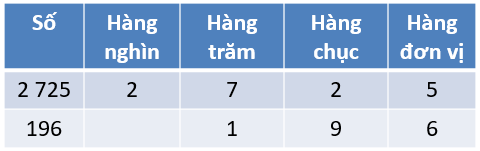 Số Hàng nghìn Hàng trăm Hàng chục Hàng đơn vị
2 725 2 7 2 5
196 1 9 6